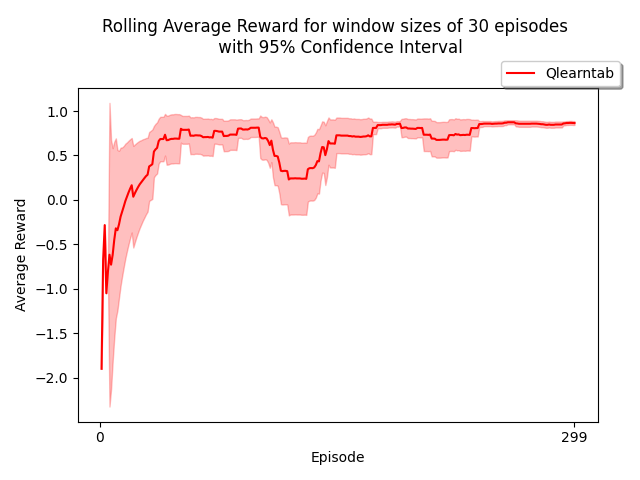 Rolling Average Reward for window sizes of 30 episodes
with 95% Confidence Interval
Qlearntab
1.0
0.5
0.0
−0.5
−1.0
−1.5
−2.0
Average Reward
0
299
Episode